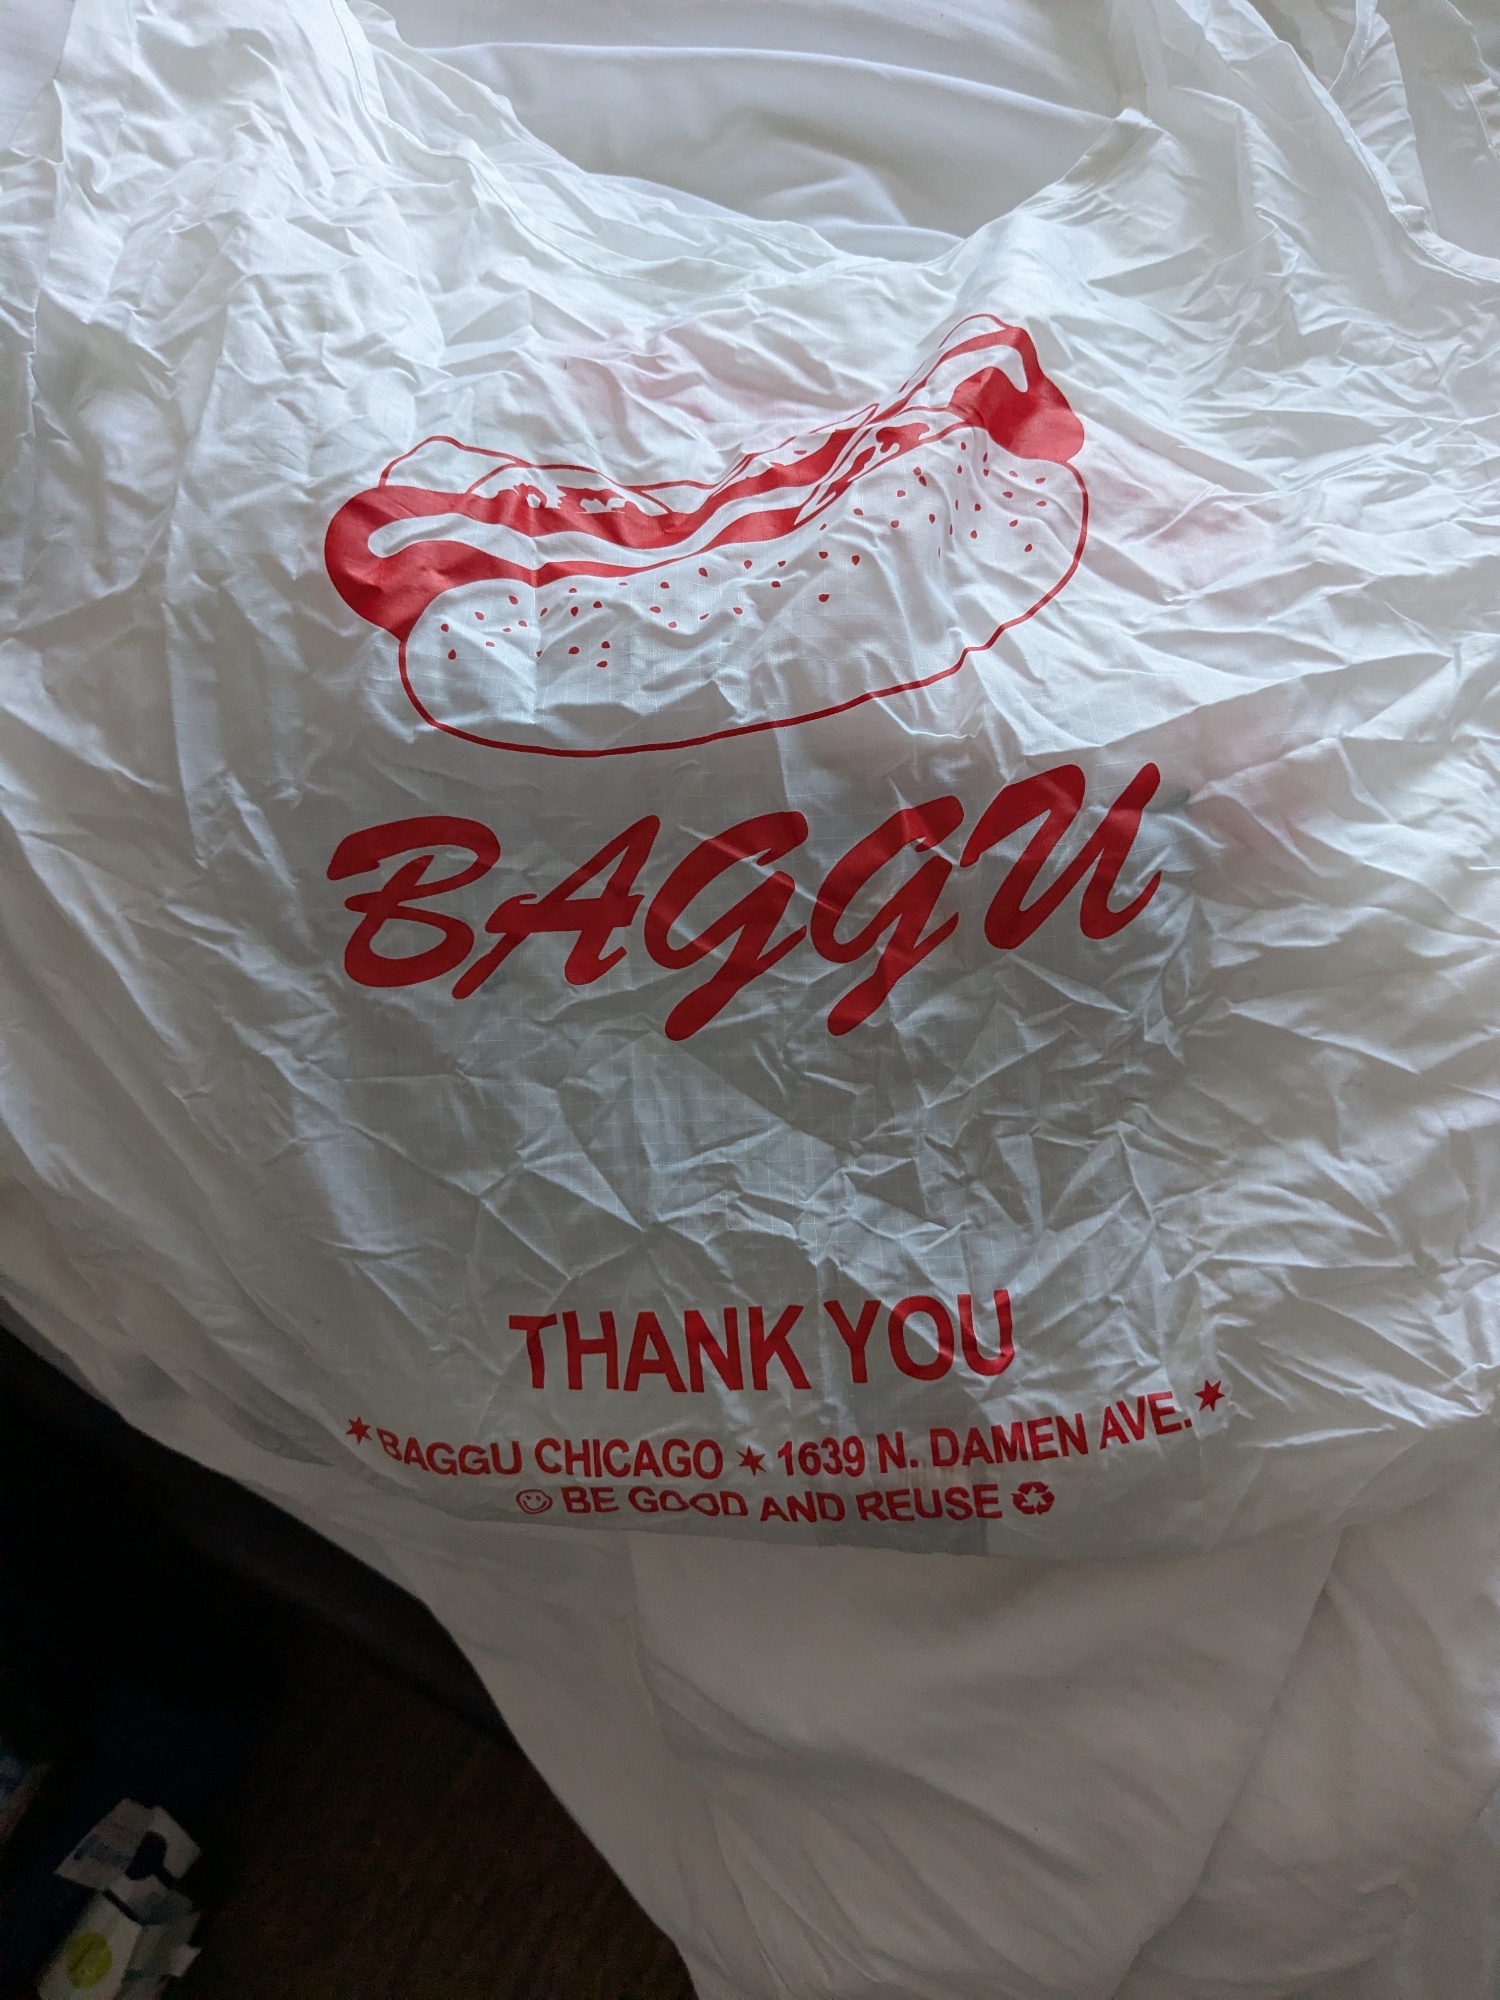 BAGGU
THANK YOU
✶BAGGU CHICAGO ✶ 1639 N. DAMEN AVE.✶
☺ BE GOOD AND REUSE ♻